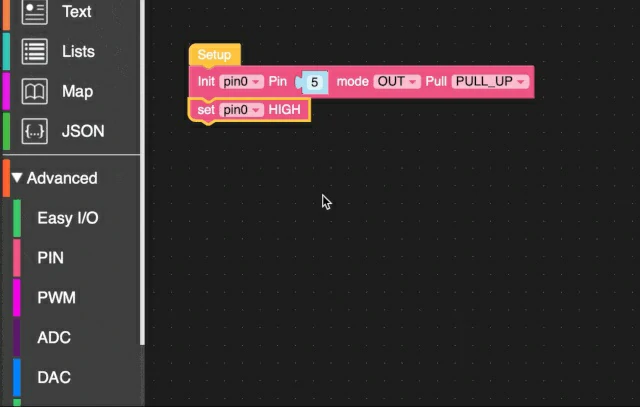 Text
Lists
Map
{...} JSON
▼ Advanced
Easy I/O
PIN
PWM
ADC
DAC
Setup
Init pin0 Pin 5 mode OUT Pull PULL_UP
set pin0 HIGH